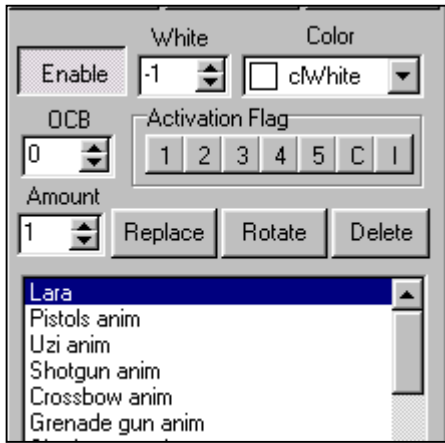 White Color
Enable -1 clWhite
OCB Activation Flag
0 1 2 3 4 5 C I
Amount
1 Replace Rotate Delete
Lara
Pistols anim
Uzi anim
Shotgun anim
Crossbow anim
Grenade gun anim